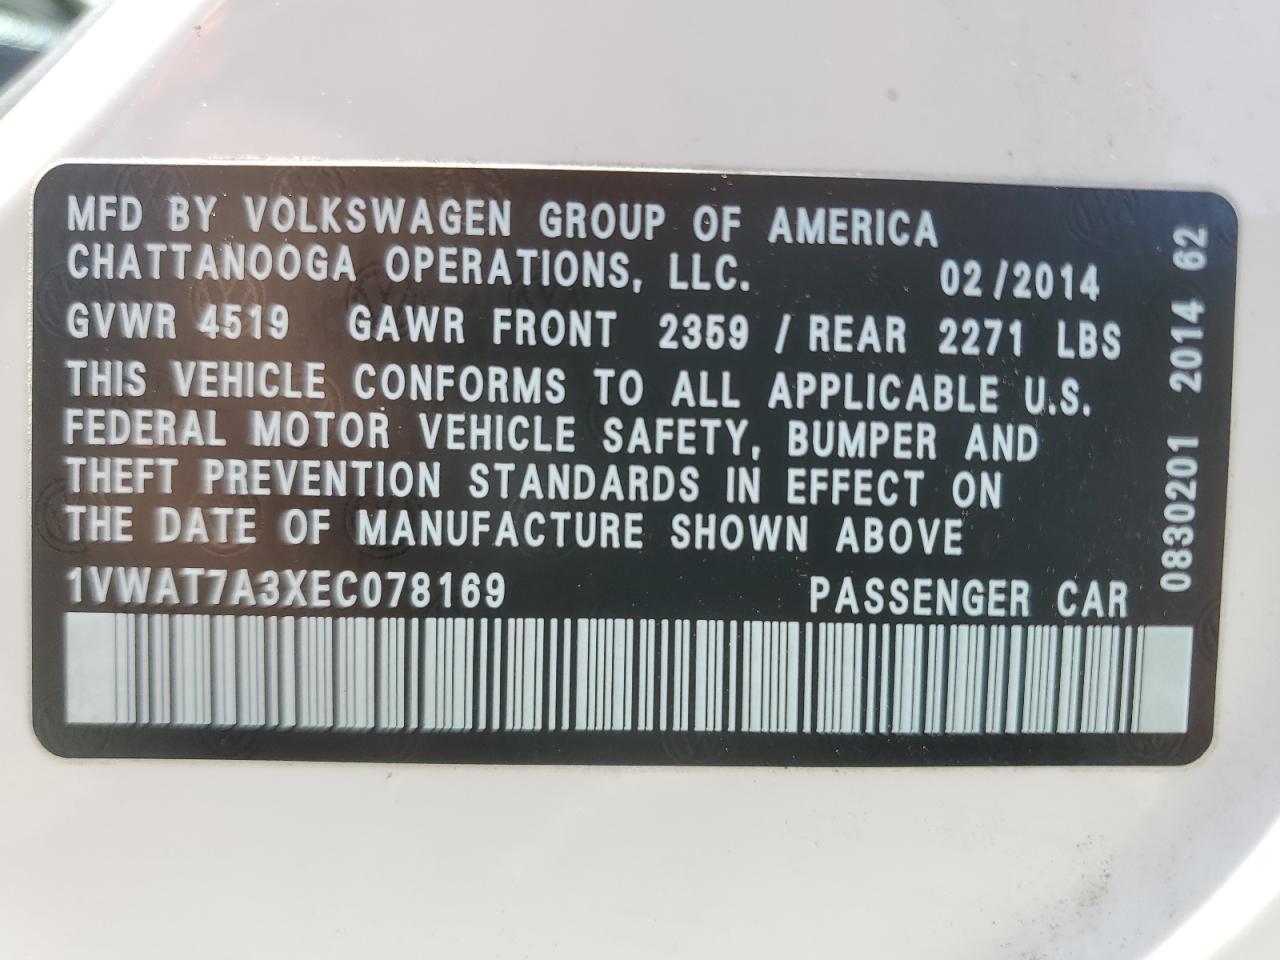 MFD BY VOLKSWAGEN GROUP OF AMERICA
CHATTANOOGA OPERATIONS, LLC. 02/2014
GVWR 4519 GAWR FRONT 2359 / REAR 2271 LBS
THIS VEHICLE CONFORMS TO ALL APPLICABLE U.S.
FEDERAL MOTOR VEHICLE SAFETY, BUMPER AND
THEFT PREVENTION STANDARDS IN EFFECT ON
THE DATE OF MANUFACTURE SHOWN ABOVE
1VWAT7A3XEC078169 PASSENGER CAR
0830201 2014 62